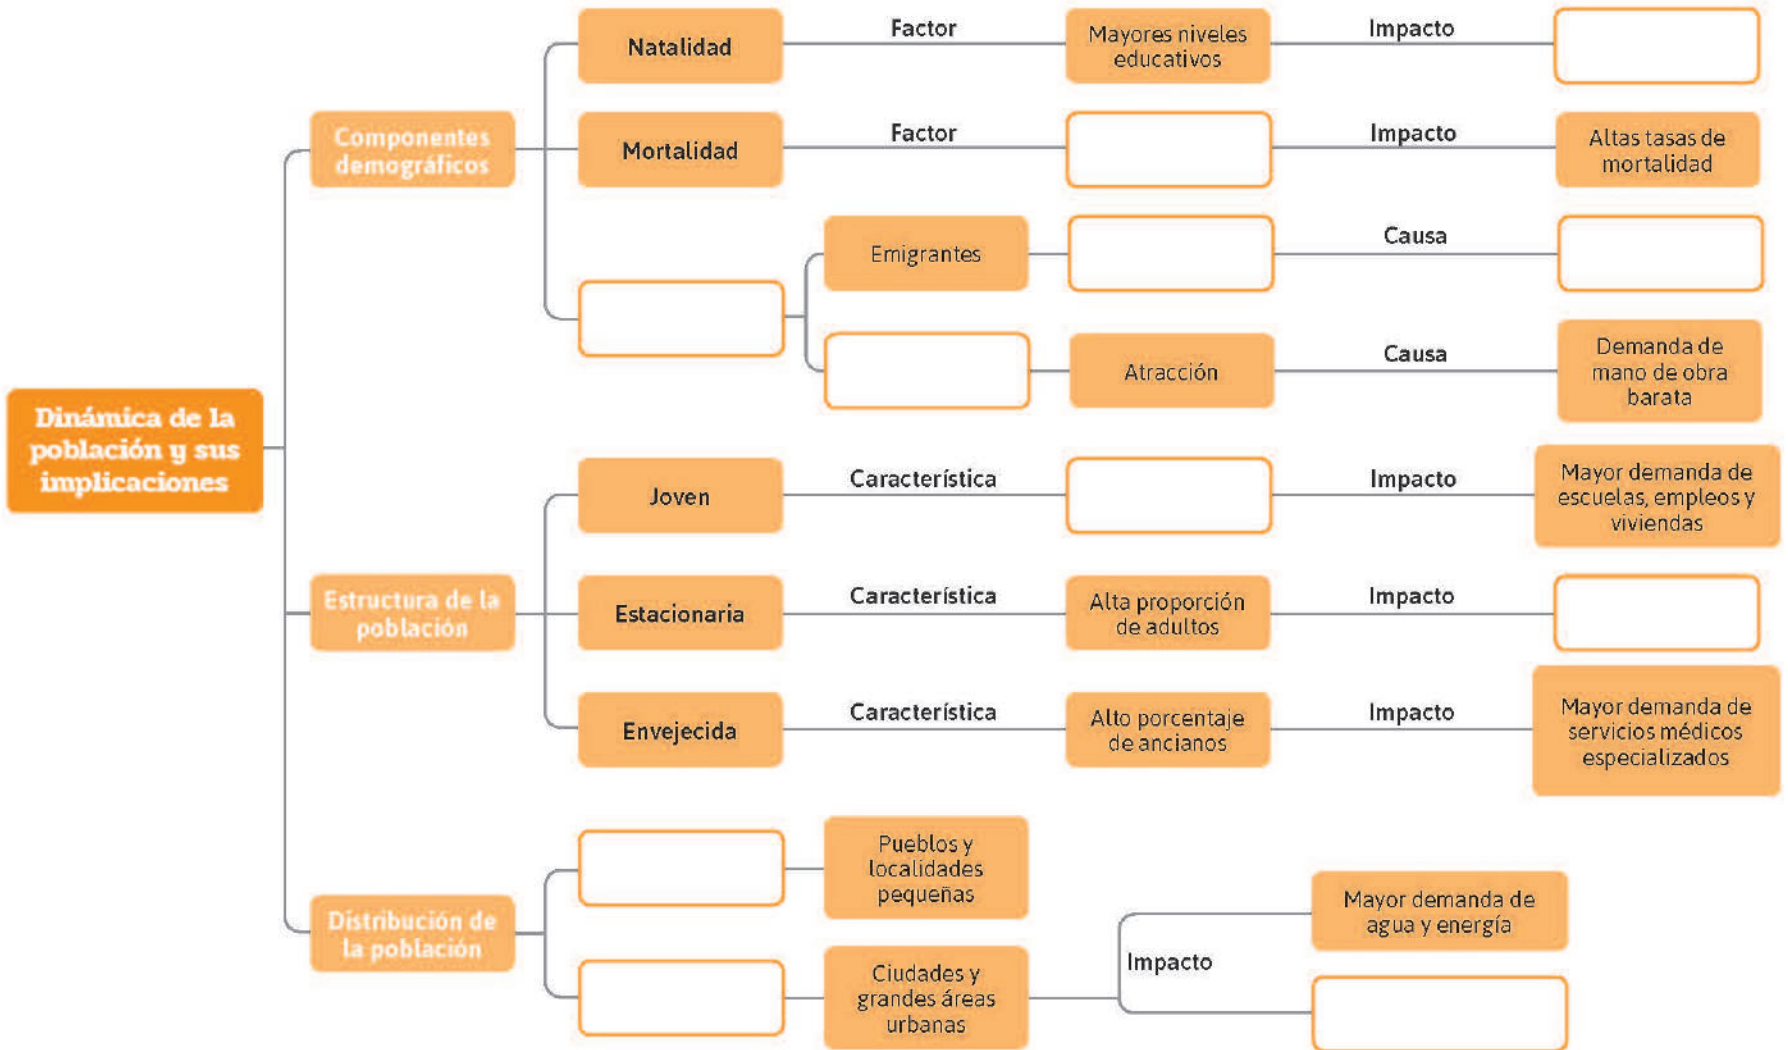 Dinámica de la
población y sus
implicaciones
Componentes
demográficos
Natalidad
Factor
Mayores niveles
educativos
Impacto
Mortalidad
Factor
Impacto
Altas tasas de
mortalidad
Emigrantes
Causa
Atracción
Causa
Demanda de
mano de obra
barata
Estructura de la
población
Joven
Característica
Impacto
Mayor demanda de
escuelas, empleos y
viviendas
Estacionaria
Característica
Alta proporción
de adultos
Impacto
Envejecida
Característica
Alto porcentaje
de ancianos
Impacto
Mayor demanda de
servicios médicos
especializados
Distribución de
la población
Pueblos y
localidades
pequeñas
Ciudades y
grandes áreas
urbanas
Impacto
Mayor demanda de
agua y energía